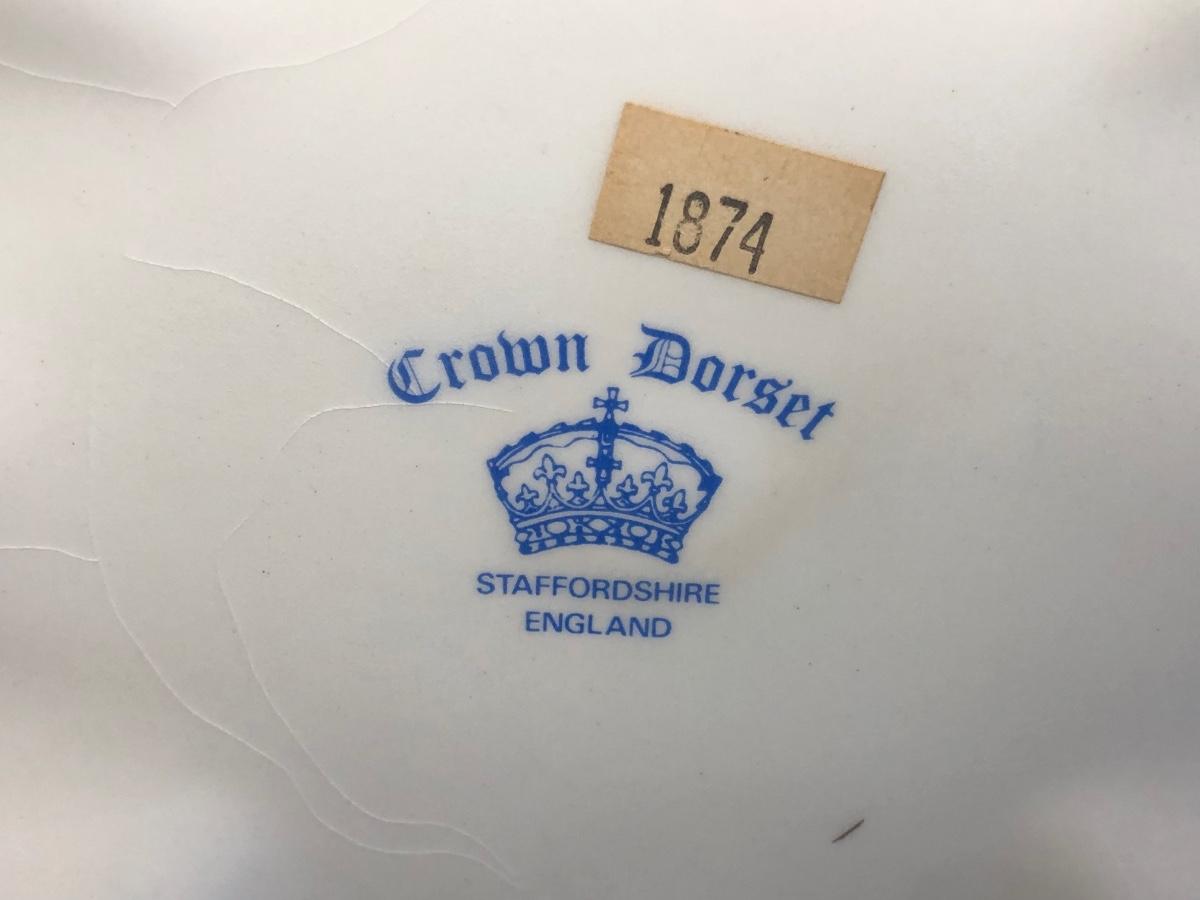 1874
Crown Dorset
STAFFORDSHIRE
ENGLAND